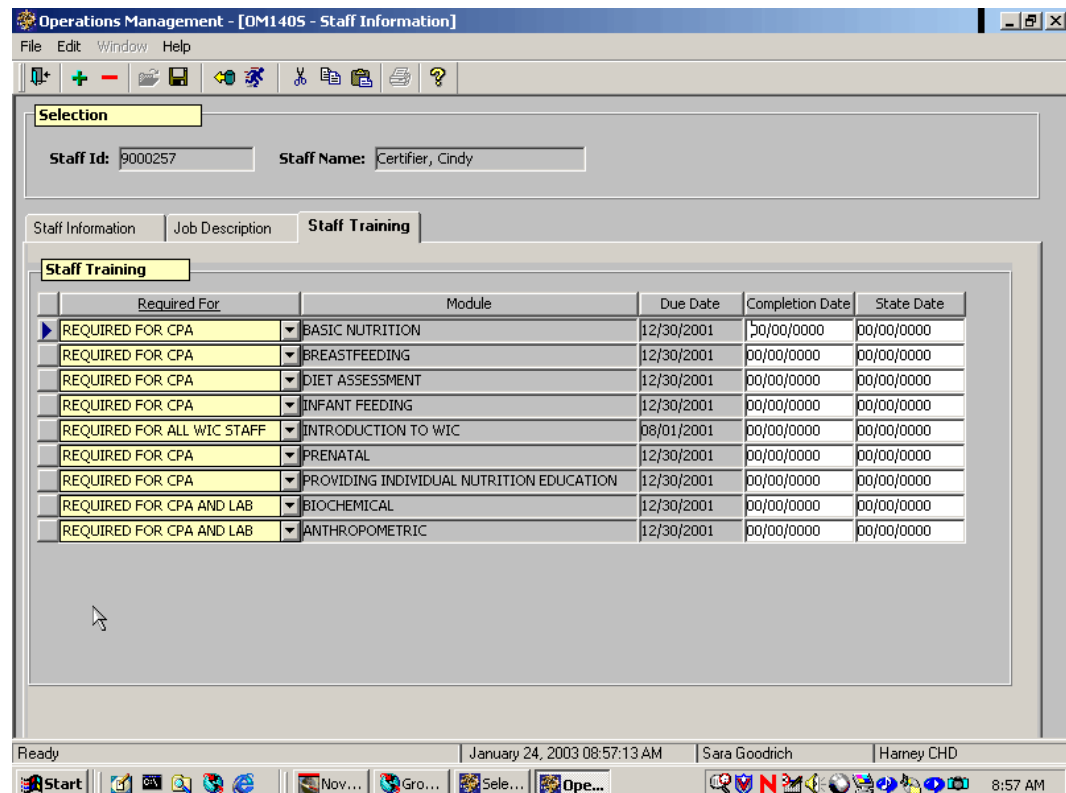 Operations Management - [OM140S - Staff Information]
File Edit Window Help
Selection
Staff Id: 9000257 Staff Name: Certifier, Cindy
Staff Information Job Description Staff Training
Staff Training
Required For Module Due Date Completion Date State Date
REQUIRED FOR CPA BASIC NUTRITION 12/30/2001 00/00/0000 00/00/0000
REQUIRED FOR CPA BREASTFEEDING 12/30/2001 00/00/0000 00/00/0000
REQUIRED FOR CPA DIET ASSESSMENT 12/30/2001 00/00/0000 00/00/0000
REQUIRED FOR CPA INFANT FEEDING 12/30/2001 00/00/0000 00/00/0000
REQUIRED FOR ALL WIC STAFF INTRODUCTION TO WIC 08/01/2001 00/00/0000 00/00/0000
REQUIRED FOR CPA PRENATAL 12/30/2001 00/00/0000 00/00/0000
REQUIRED FOR CPA PROVIDING INDIVIDUAL NUTRITION EDUCATION 12/30/2001 00/00/0000 00/00/0000
REQUIRED FOR CPA AND LAB BIOCHEMICAL 12/30/2001 00/00/0000 00/00/0000
REQUIRED FOR CPA AND LAB ANTHROPOMETRIC 12/30/2001 00/00/0000 00/00/0000
Ready January 24, 2003 08:57:13 AM Sara Goodrich Harney CHD
Start Nov... Gro... Sele... Ope... 8:57 AM